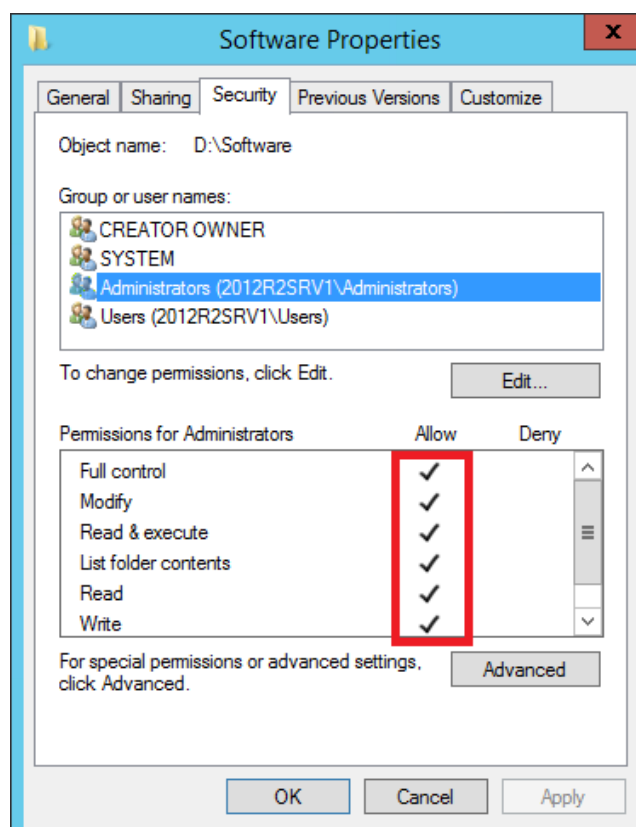 Software Properties
x
General Sharing Security Previous Versions Customize
Object name: D:\Software
Group or user names:
CREATOR OWNER
SYSTEM
Administrators (2012R2SRV1\Administrators)
Users (2012R2SRV1\Users)
To change permissions, click Edit.
Edit...
Permissions for Administrators Allow Deny
Full control
Modify
Read & execute
List folder contents
Read
Write
For special permissions or advanced settings,
click Advanced.
Advanced
OK Cancel Apply